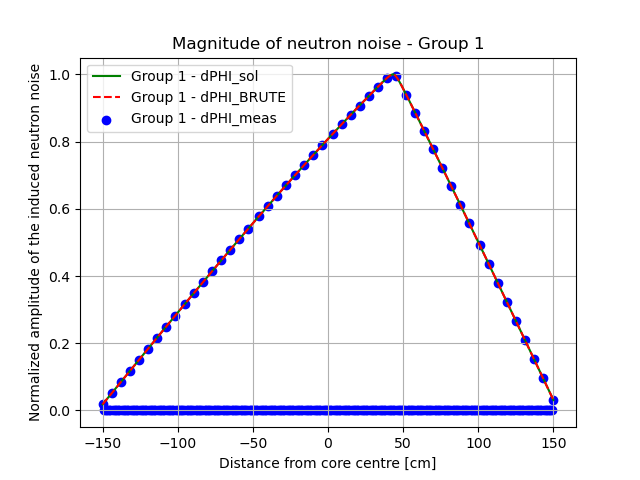 Magnitude of neutron noise - Group 1
Normalized amplitude of the induced neutron noise
1.0
0.8
0.6
0.4
0.2
0.0
Group 1 - dPHI_sol
Group 1 - dPHI_BRUTE
Group 1 - dPHI_meas
−150
−100
−50
0
50
100
150
Distance from core centre [cm]